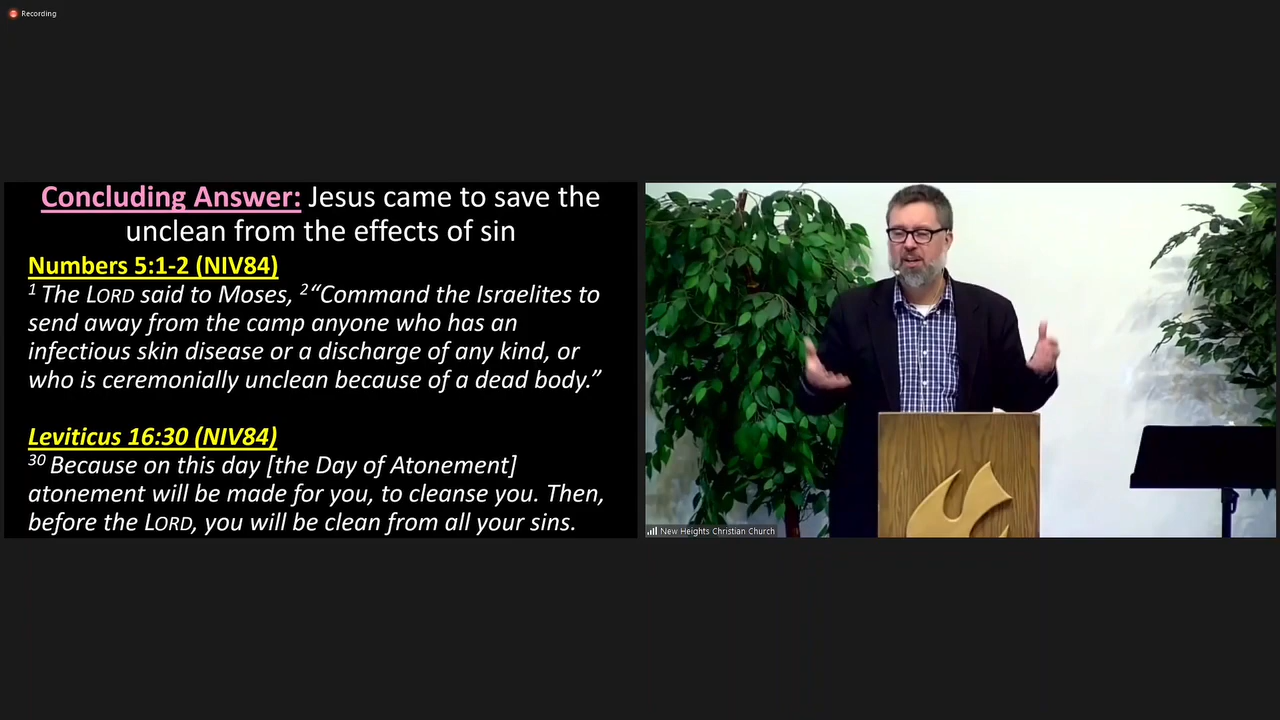 Recording
Concluding Answer: Jesus came to save the
unclean from the effects of sin
Numbers 5:1-2 (NIV84)
1 The LORD said to Moses, 2 “Command the Israelites to
send away from the camp anyone who has an
infectious skin disease or a discharge of any kind, or
who is ceremonially unclean because of a dead body.”
Leviticus 16:30 (NIV84)
30 Because on this day [the Day of Atonement]
atonement will be made for you, to cleanse you. Then,
before the LORD, you will be clean from all your sins.
New Heights Christian Church